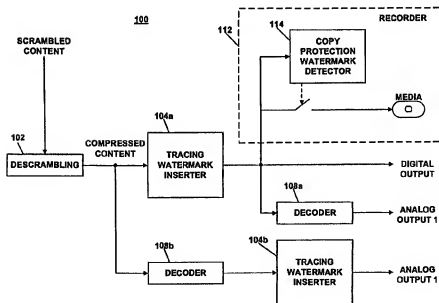 100
RECORDER
112
114
COPY
PROTECTION
WATERMARK
DETECTOR
MEDIA
SCRAMBLED
CONTENT
102
DESCRAMBLING
COMPRESSED
CONTENT
104a
TRACING
WATERMARK
INSERTER
DIGITAL
OUTPUT
108a
DECODER
ANALOG
OUTPUT 1
108b
DECODER
104b
TRACING
WATERMARK
INSERTER
ANALOG
OUTPUT 1